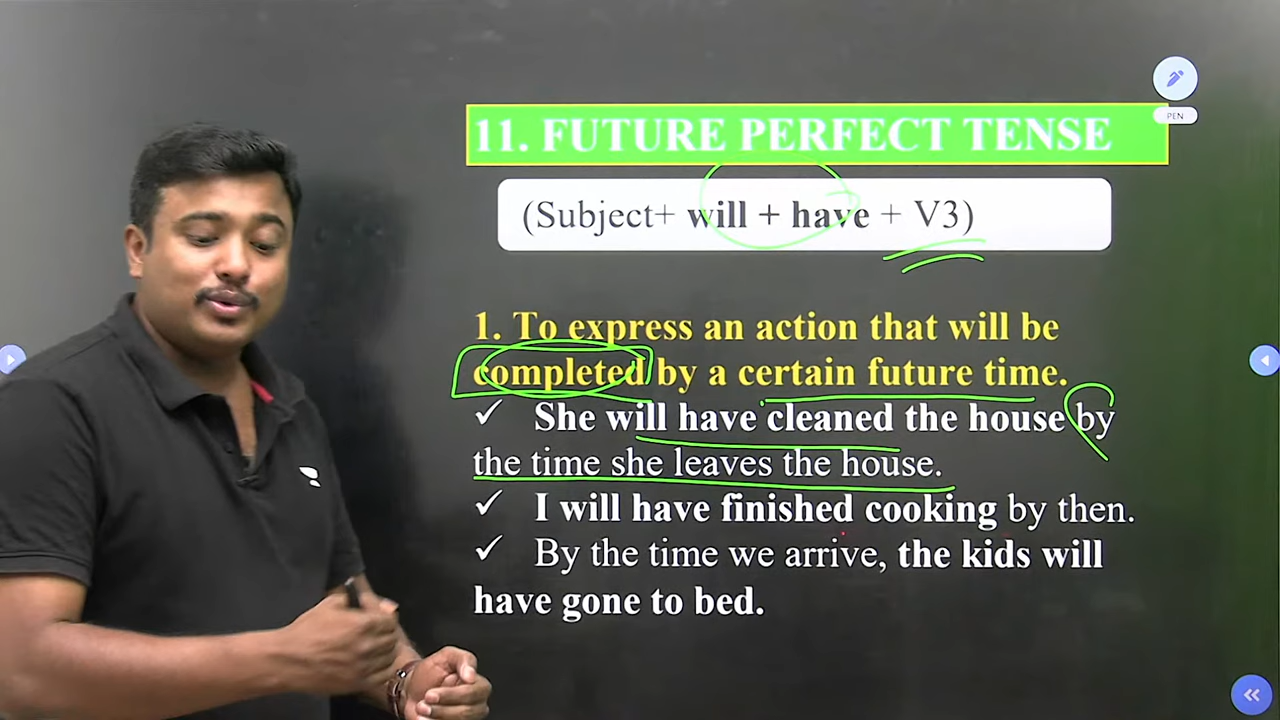 PEN
11. FUTURE PERFECT TENSE
(Subject+ will + have + V3)
1. To express an action that will be
completed by a certain future time.
✓ She will have cleaned the house by
the time she leaves the house.
✓ I will have finished cooking by then.
✓ By the time we arrive, the kids will
have gone to bed.